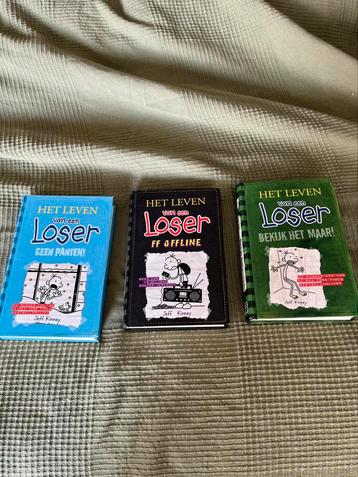 HET LEVEN
van een
Loser
GEEN PANIEK!
Jeff Kinney
HET LEVEN
van een
Loser
FF OFFLINE
Jeff Kinney
HET LEVEN
van een
Loser
BEKIJK HET MAAR!
Jeff Kinney